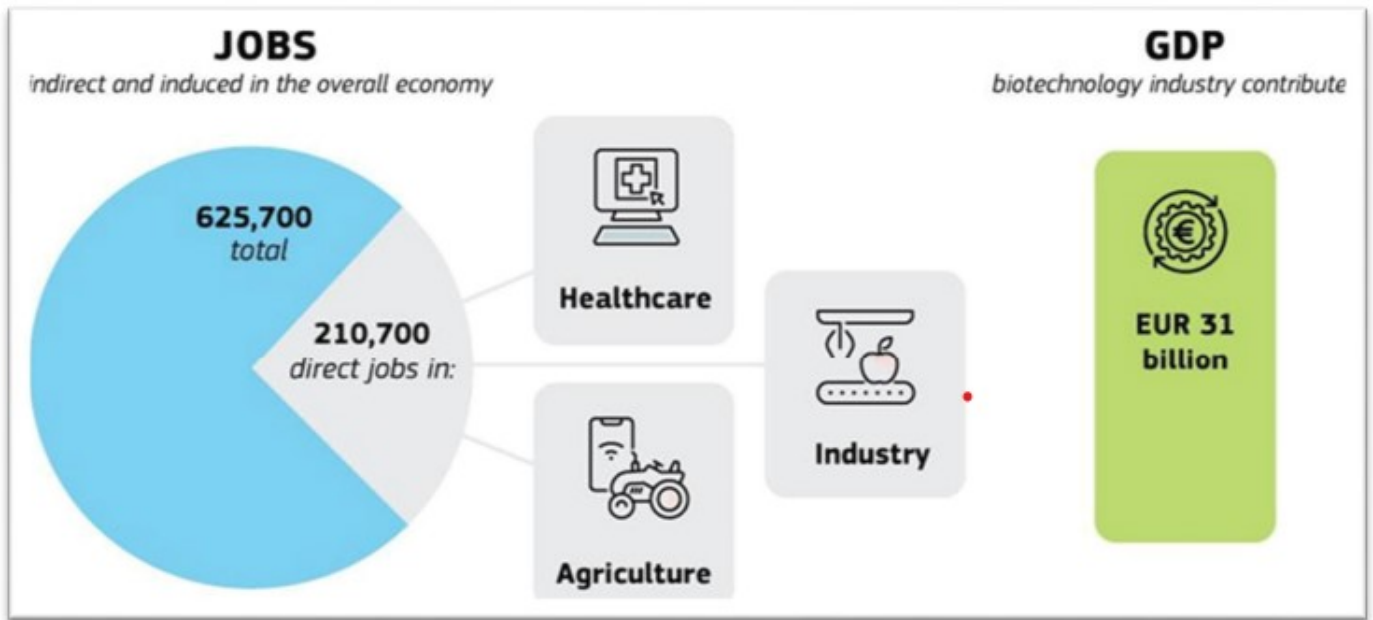 JOBS
indirect and induced in the overall economy
625,700
total
210,700
direct jobs in:
Healthcare
Industry
Agriculture
GDP
biotechnology industry contribute
€
EUR 31
billion